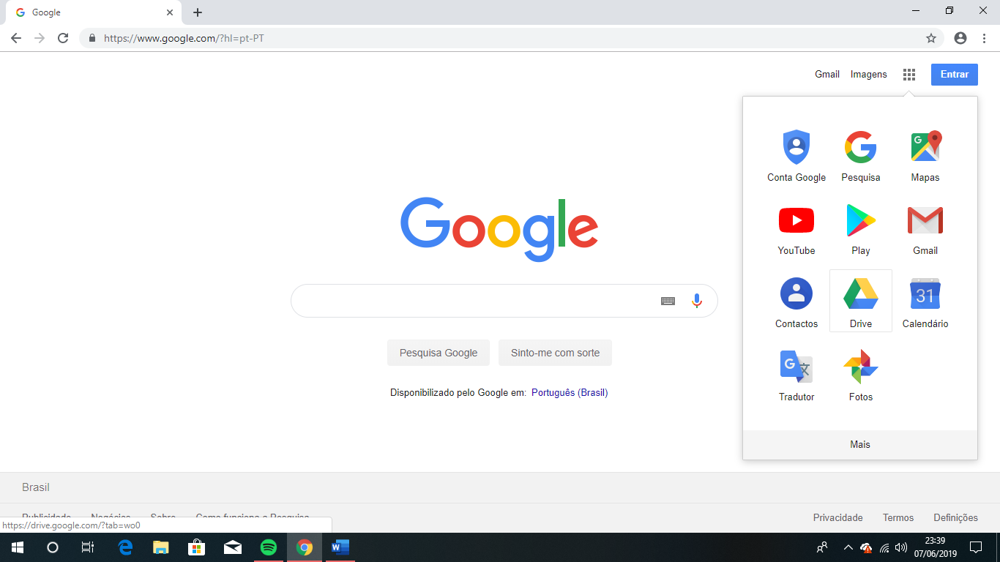 Google
https://www.google.com/?hl=pt-PT
Gmail Imagens Entrar
Conta Google Pesquisa Mapas
YouTube Play Gmail
Contactos Drive 31 Calendário
G Tradutor Fotos
Mais
Google
Pesquisa Google Sinto-me com sorte
Disponibilizado pelo Google em: Português (Brasil)
Brasil
Publicidade Negócios Sobre Como funciona a Pesquisa Privacidade Termos Definições
https://drive.google.com/?tab=wo0
23:39
07/06/2019